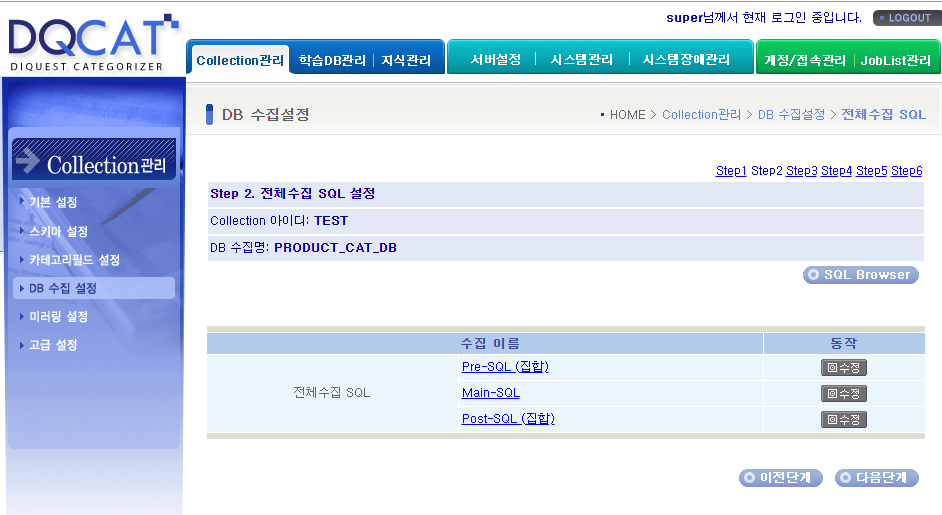 super님께서 현재 로그인 중입니다. LOGOUT
DQCAT
DIQUEST CATEGORIZER
Collection관리 학습DB관리 지식관리 서버설정 시스템관리 시스템장애관리 계정/접속관리 JobList관리
DB 수집설정
• HOME > Collection관리 > DB 수집설정 > 전체수집 SQL
Collection관리
기본 설정
스키마 설정
카테고리필드 설정
DB 수집 설정
미러링 설정
고급 설정
Step1 Step2 Step3 Step4 Step5 Step6
Step 2. 전체수집 SQL 설정
Collection 아이디: TEST
DB 수집명: PRODUCT_CAT_DB
SQL Browser
수집 이름 동작
전체수집 SQL
Pre-SQL (집합) 수정
Main-SQL 수정
Post-SQL (집합) 수정
이전단계 다음단계